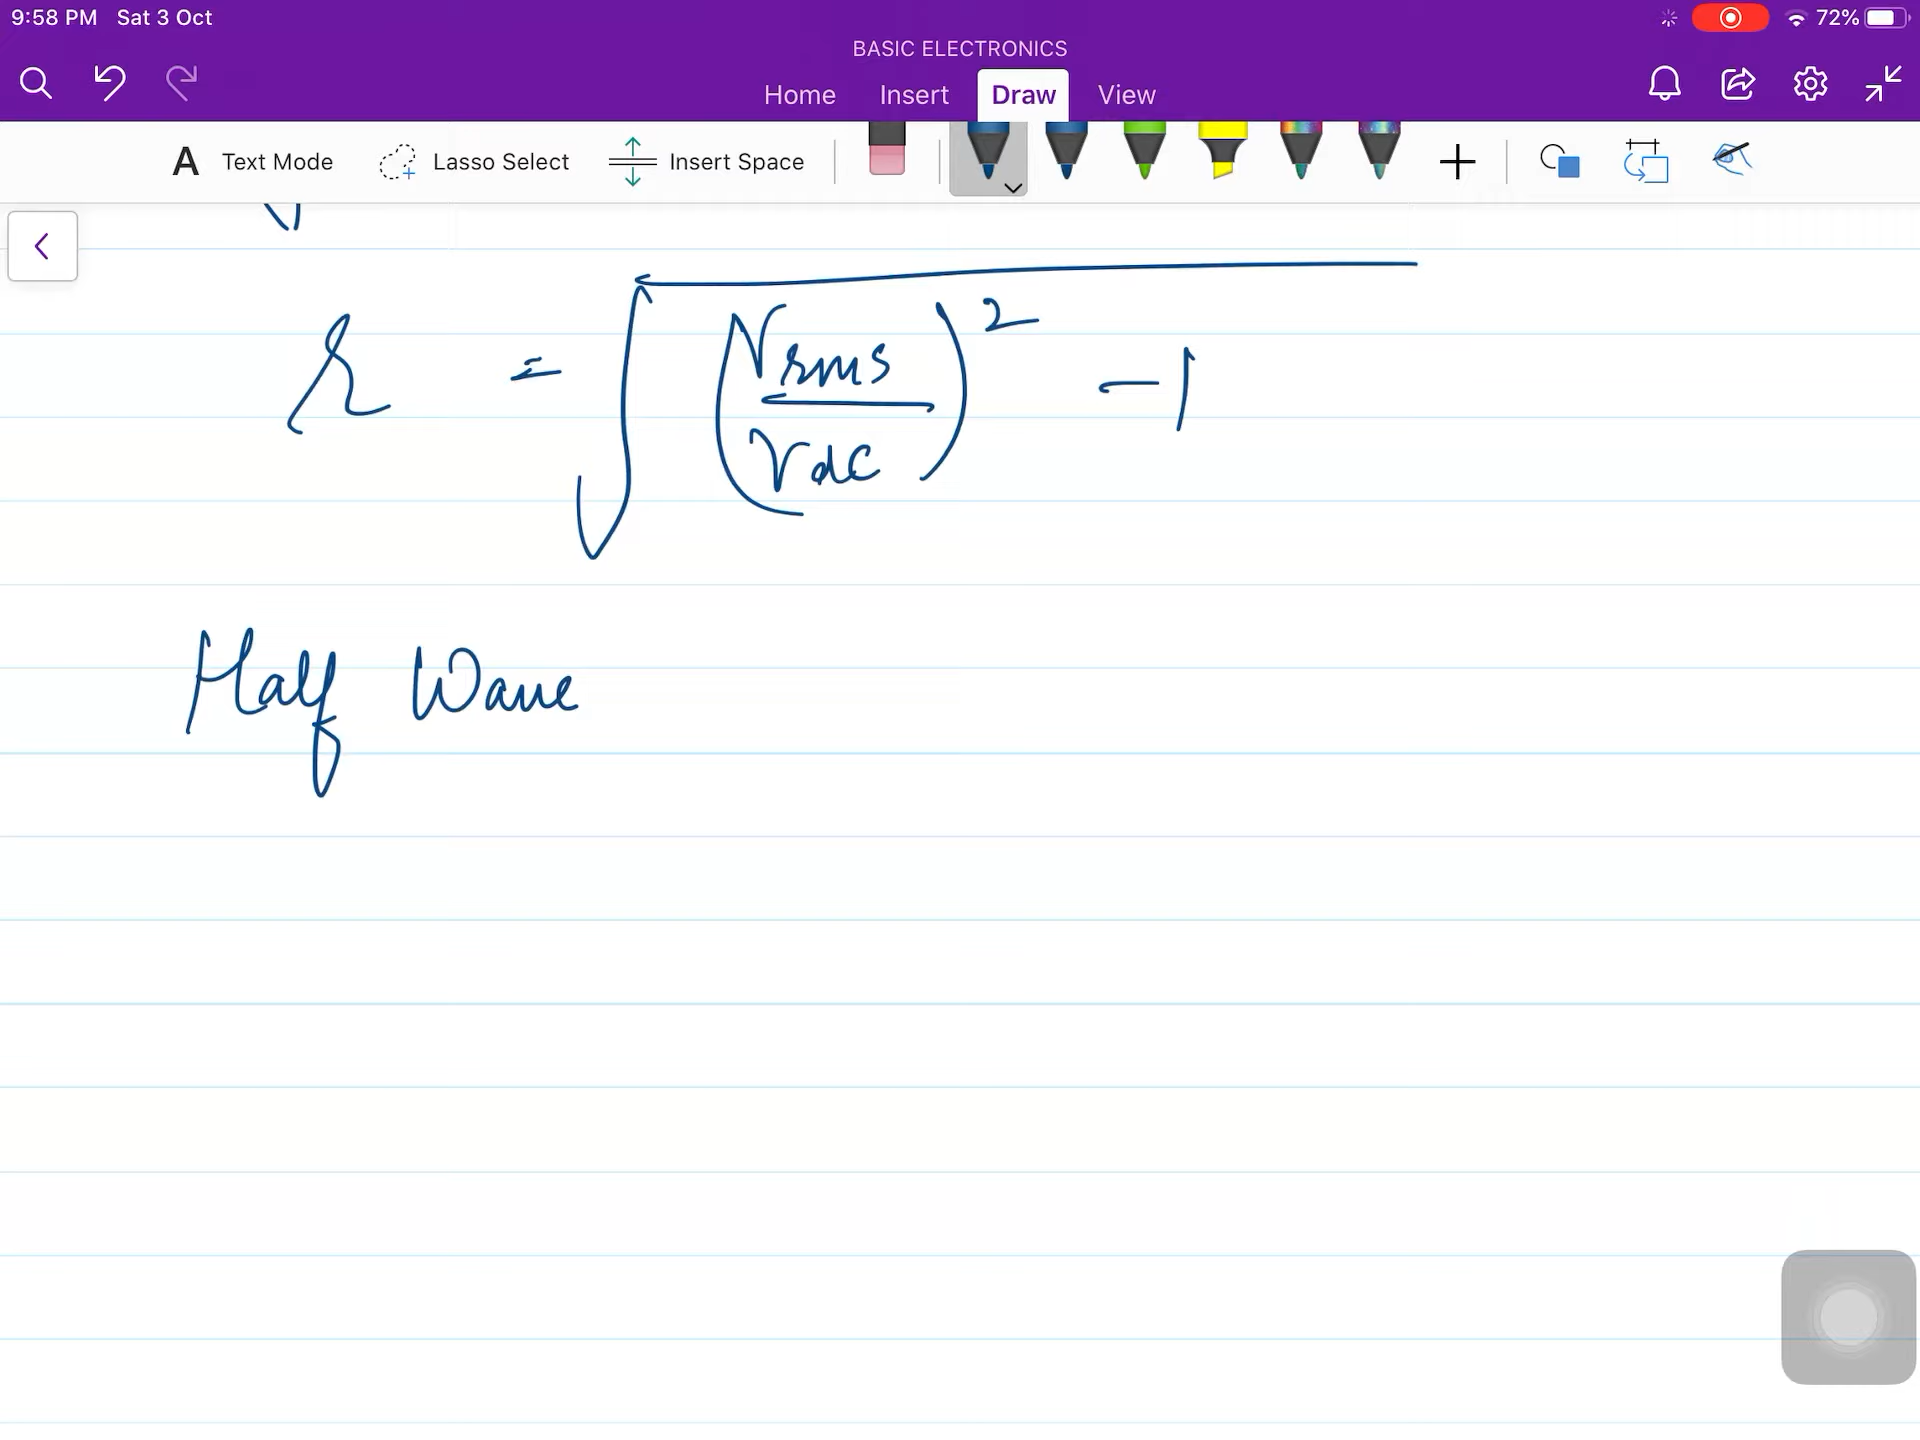 9:58 PM Sat 3 Oct 72%
BASIC ELECTRONICS
Home Insert Draw View
A Text Mode Lasso Select Insert Space
r = √((Vrms/Vdc)² - 1)
Half Wave